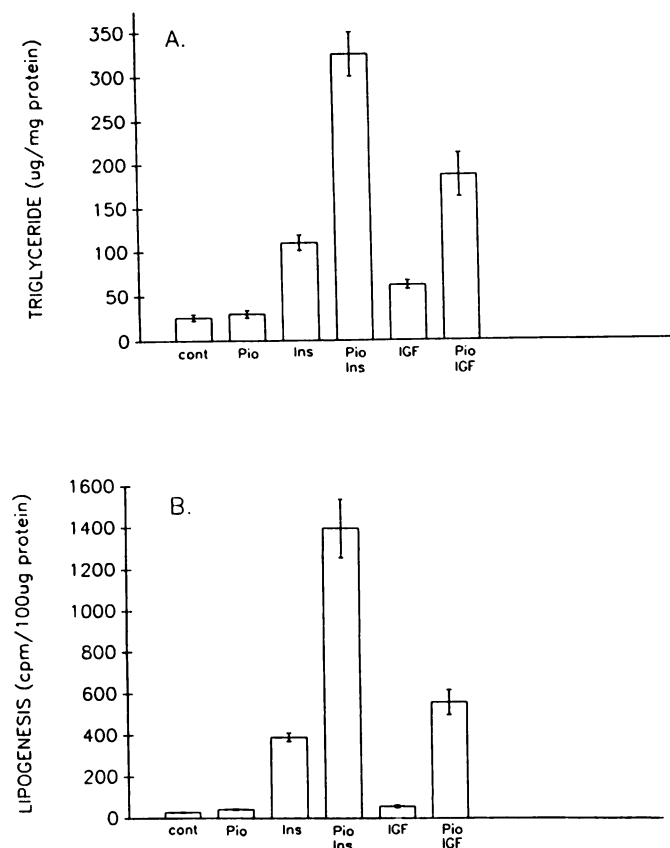 A.
TRIGLYCERIDE (ug/mg protein)
350
300
250
200
150
100
50
0
cont Pio Ins Pio IGF Pio
Ins IGF
B.
LIPOGENESIS (cpm/100ug protein)
1600
1400
1200
1000
800
600
400
200
0
cont Pio Ins Pio IGF Pio
Ins IGF